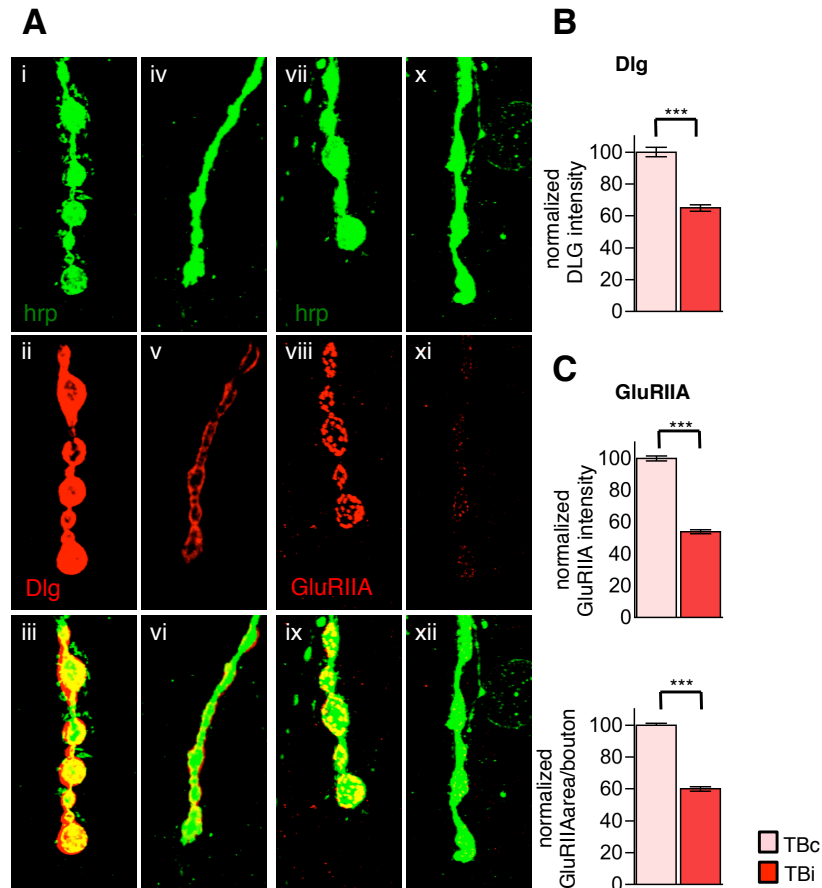 A
B
i
iv
vii
x
hrp
hrp
ii
v
viii
xi
Dlg
GluRIIA
iii
vi
ix
xii
Dlg
***
100
80
60
40
20
0
normalized
DLG intensity
C
GluRIIA
***
100
80
60
40
20
0
normalized
GluRIIA intensity
***
100
80
60
40
20
0
normalized
GluRIIAarea/bouton
TBc
TBi